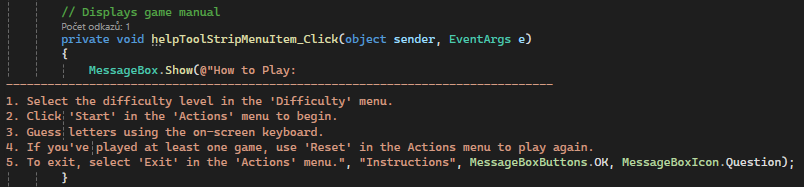 // Displays game manual
Počet odkazů: 1
private void helpToolStripMenuItem_Click(object sender, EventArgs e)
{
MessageBox.Show(@"How to Play:
--------------------------------------------------------------------------------
1. Select the difficulty level in the 'Difficulty' menu.
2. Click 'Start' in the 'Actions' menu to begin.
3. Guess letters using the on-screen keyboard.
4. If you've played at least one game, use 'Reset' in the Actions menu to play again.
5. To exit, select 'Exit' in the 'Actions' menu.", "Instructions", MessageBoxButtons.OK, MessageBoxIcon.Question);
}